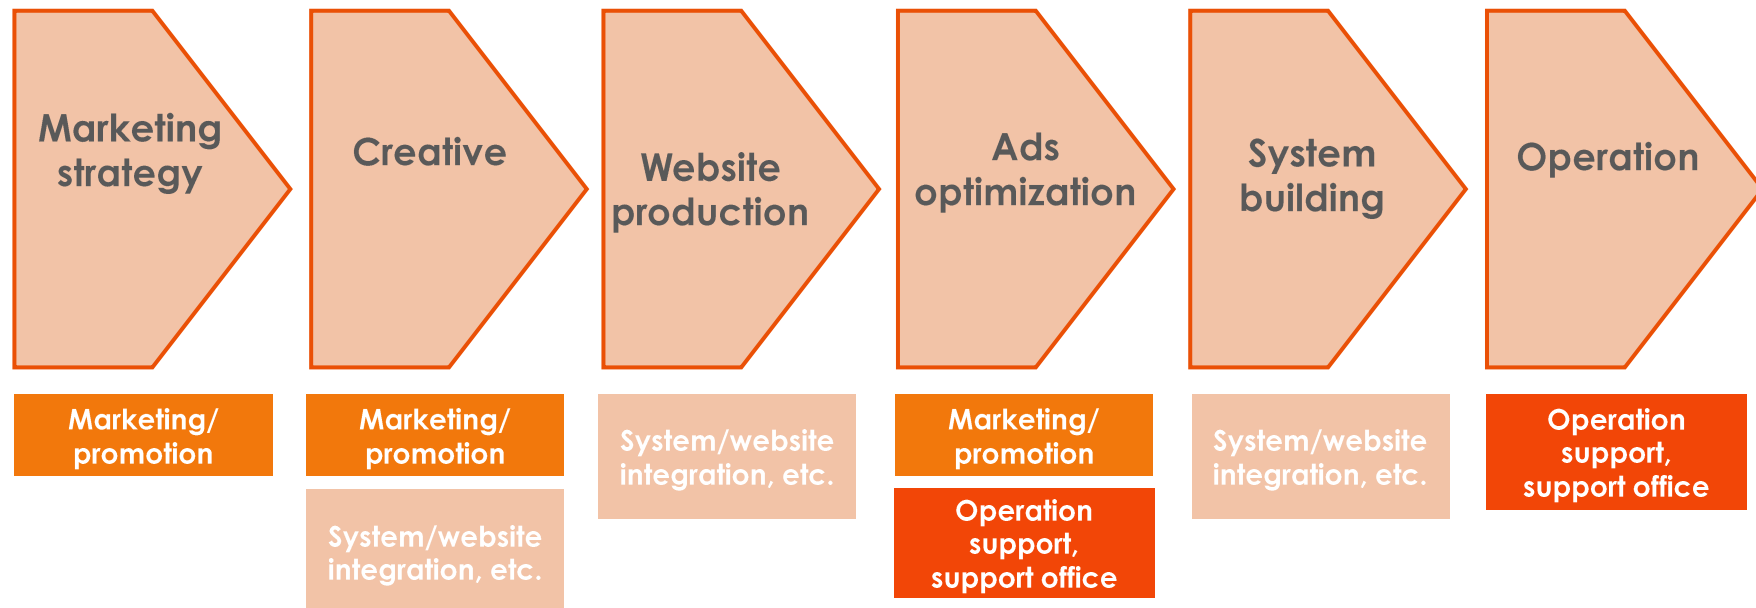 Marketing
strategy
Creative
Website
production
Ads
optimization
System
building
Operation
Marketing/
promotion
Marketing/
promotion
System/website
integration, etc.
System/website
integration, etc.
Marketing/
promotion
Operation
support,
support office
System/website
integration, etc.
Operation
support,
support office